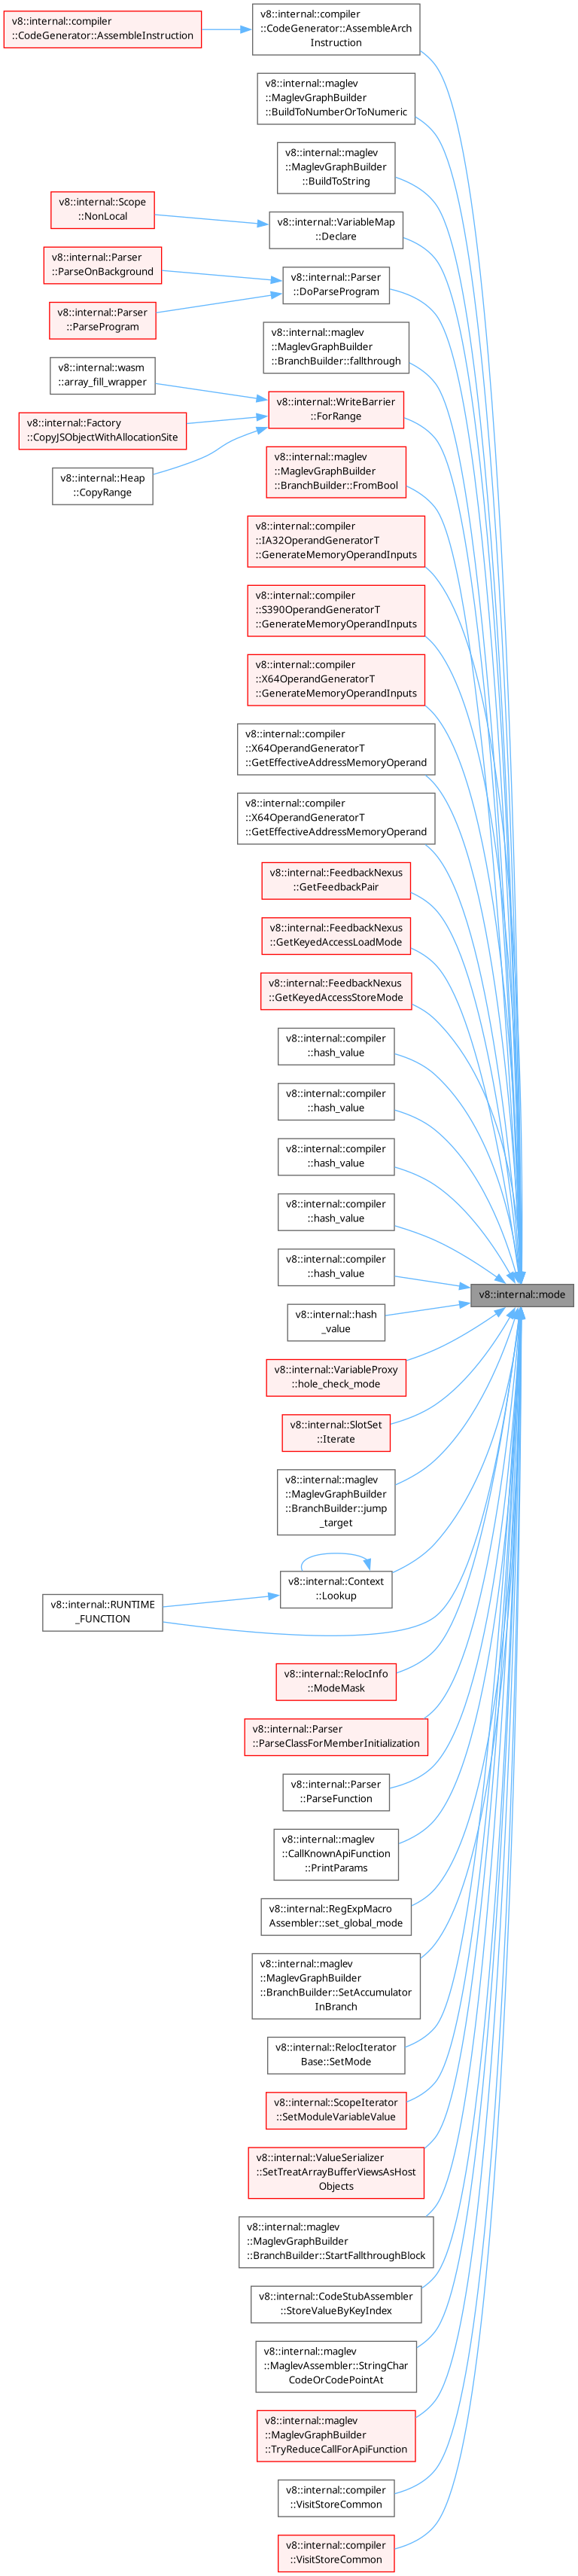 v8::internal::compiler
::CodeGenerator::AssembleInstruction
v8::internal::compiler
::CodeGenerator::AssembleArch
Instruction
v8::internal::maglev
::MaglevGraphBuilder
::BuildToNumberOrToNumeric
v8::internal::maglev
::MaglevGraphBuilder
::BuildToString
v8::internal::Scope
::NonLocal
v8::internal::VariableMap
::Declare
v8::internal::Parser
::ParseOnBackground
v8::internal::Parser
::DoParseProgram
v8::internal::Parser
::ParseProgram
v8::internal::maglev
::MaglevGraphBuilder
::BranchBuilder::fallthrough
v8::internal::wasm
::array_fill_wrapper
v8::internal::WriteBarrier
::ForRange
v8::internal::Factory
::CopyJSObjectWithAllocationSite
v8::internal::Heap
::CopyRange
v8::internal::maglev
::MaglevGraphBuilder
::BranchBuilder::FromBool
v8::internal::compiler
::IA32OperandGeneratorT
::GenerateMemoryOperandInputs
v8::internal::compiler
::S390OperandGeneratorT
::GenerateMemoryOperandInputs
v8::internal::compiler
::X64OperandGeneratorT
::GenerateMemoryOperandInputs
v8::internal::compiler
::X64OperandGeneratorT
::GetEffectiveAddressMemoryOperand
v8::internal::compiler
::X64OperandGeneratorT
::GetEffectiveAddressMemoryOperand
v8::internal::FeedbackNexus
::GetFeedbackPair
v8::internal::FeedbackNexus
::GetKeyedAccessLoadMode
v8::internal::FeedbackNexus
::GetKeyedAccessStoreMode
v8::internal::compiler
::hash_value
v8::internal::compiler
::hash_value
v8::internal::compiler
::hash_value
v8::internal::compiler
::hash_value
v8::internal::compiler
::hash_value
v8::internal::mode
v8::internal::hash
_value
v8::internal::VariableProxy
::hole_check_mode
v8::internal::SlotSet
::Iterate
v8::internal::maglev
::MaglevGraphBuilder
::BranchBuilder::jump
_target
v8::internal::Context
::Lookup
v8::internal::RUNTIME
_FUNCTION
v8::internal::RelocInfo
::ModeMask
v8::internal::Parser
::ParseClassForMemberInitialization
v8::internal::Parser
::ParseFunction
v8::internal::maglev
::CallKnownApiFunction
::PrintParams
v8::internal::RegExpMacro
Assembler::set_global_mode
v8::internal::maglev
::MaglevGraphBuilder
::BranchBuilder::SetAccumulator
InBranch
v8::internal::RelocIterator
Base::SetMode
v8::internal::ScopeIterator
::SetModuleVariableValue
v8::internal::ValueSerializer
::SetTreatArrayBufferViewsAsHost
Objects
v8::internal::maglev
::MaglevGraphBuilder
::BranchBuilder::StartFallthroughBlock
v8::internal::CodeStubAssembler
::StoreValueByKeyIndex
v8::internal::maglev
::MaglevAssembler::StringChar
CodeOrCodePointAt
v8::internal::maglev
::MaglevGraphBuilder
::TryReduceCallForApiFunction
v8::internal::compiler
::VisitStoreCommon
v8::internal::compiler
::VisitStoreCommon